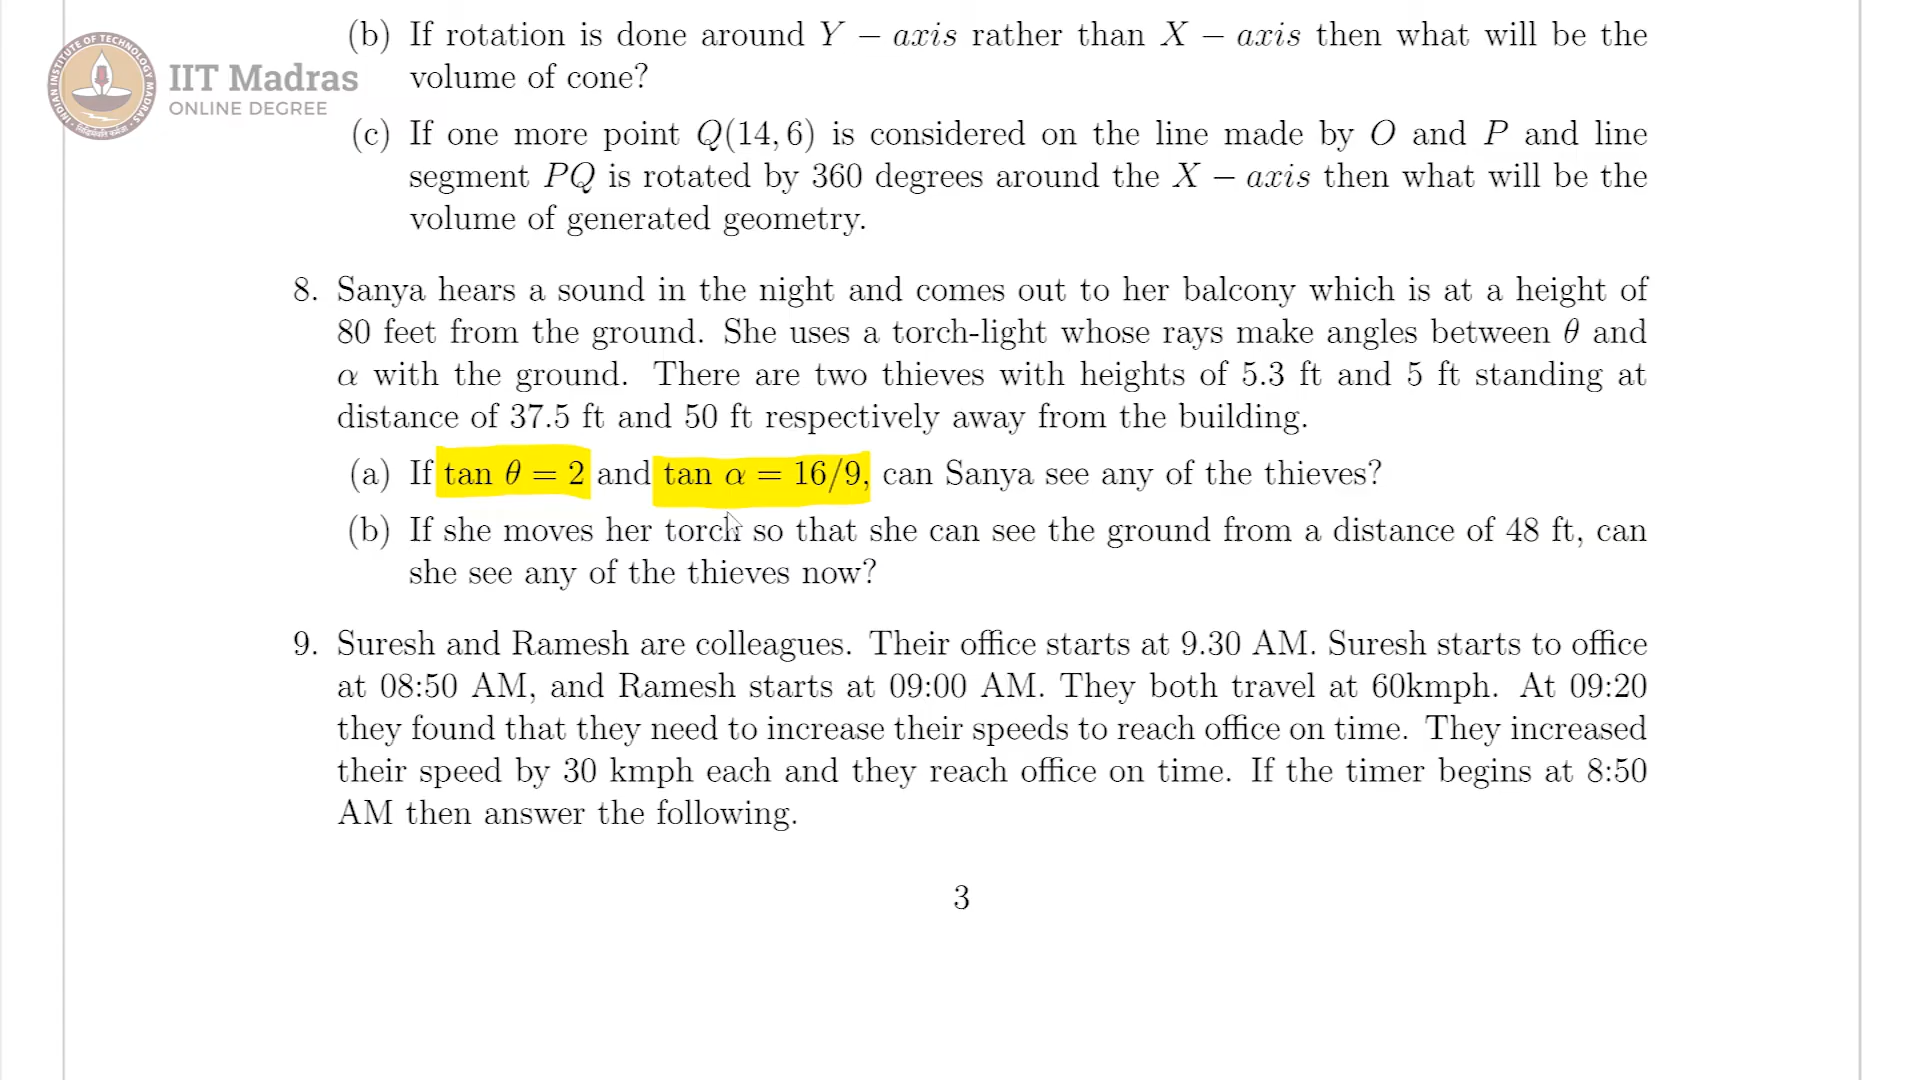 (b) If rotation is done around Y − axis rather than X − axis then what will be the
volume of cone?
IIT Madras
ONLINE DEGREE
INDIAN INSTITUTE OF TECHNOLOGY MADRAS
(c) If one more point Q(14, 6) is considered on the line made by O and P and line
segment PQ is rotated by 360 degrees around the X − axis then what will be the
volume of generated geometry.
8. Sanya hears a sound in the night and comes out to her balcony which is at a height of
80 feet from the ground. She uses a torch-light whose rays make angles between θ and
α with the ground. There are two thieves with heights of 5.3 ft and 5 ft standing at
distance of 37.5 ft and 50 ft respectively away from the building.
(a) If tan θ = 2 and tan α = 16/9, can Sanya see any of the thieves?
(b) If she moves her torch so that she can see the ground from a distance of 48 ft, can
she see any of the thieves now?
9. Suresh and Ramesh are colleagues. Their office starts at 9.30 AM. Suresh starts to office
at 08:50 AM, and Ramesh starts at 09:00 AM. They both travel at 60kmph. At 09:20
they found that they need to increase their speeds to reach office on time. They increased
their speed by 30 kmph each and they reach office on time. If the timer begins at 8:50
AM then answer the following.
3